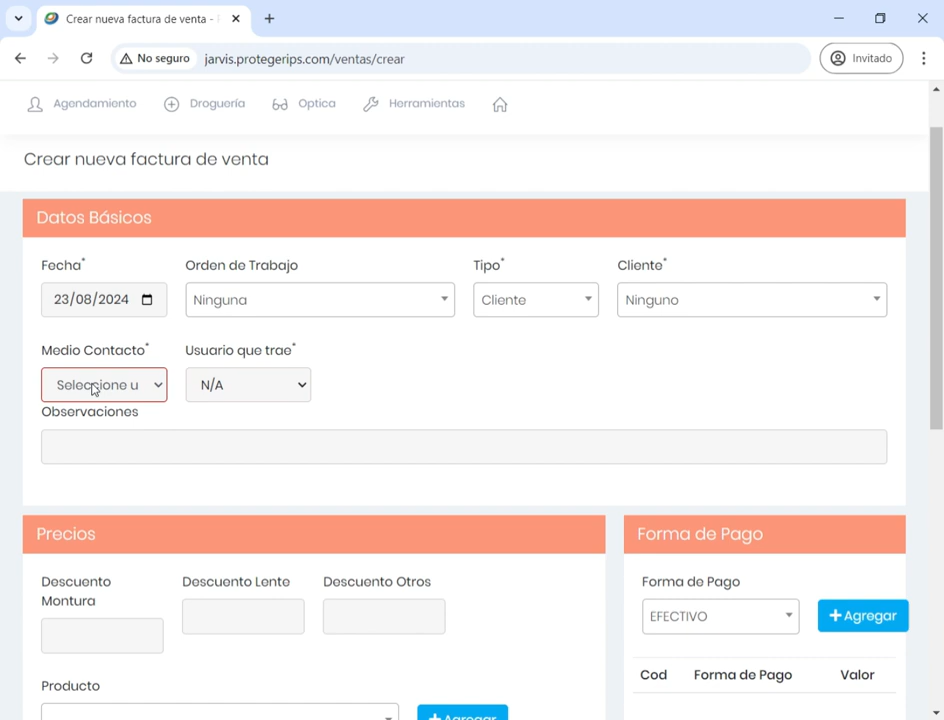 Crear nueva factura de venta -
No seguro
jarvis.protegerips.com/ventas/crear
Invitado
Agendamiento
Droguería
Optica
Herramientas
Crear nueva factura de venta
Datos Básicos
Fecha* Orden de Trabajo Tipo* Cliente*
23/08/2024 Ninguna Cliente Ninguno
Medio Contacto* Usuario que trae*
Seleccione u N/A
Observaciones
Precios
Forma de Pago
Descuento Montura
Descuento Lente
Descuento Otros
Forma de Pago
EFECTIVO
+ Agregar
Cod Forma de Pago Valor
Producto
+ Agregar